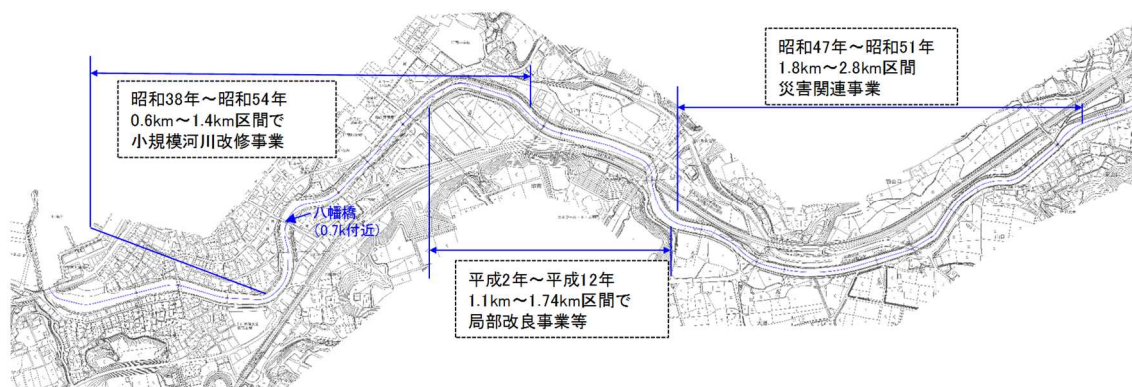 昭和38年～昭和54年
0.6km～1.4km区間で
小規模河川改修事業
八幡橋
(0.7k付近)
平成2年～平成12年
1.1km～1.74km区間で
局部改良事業等
昭和47年～昭和51年
1.8km～2.8km区間
災害関連事業